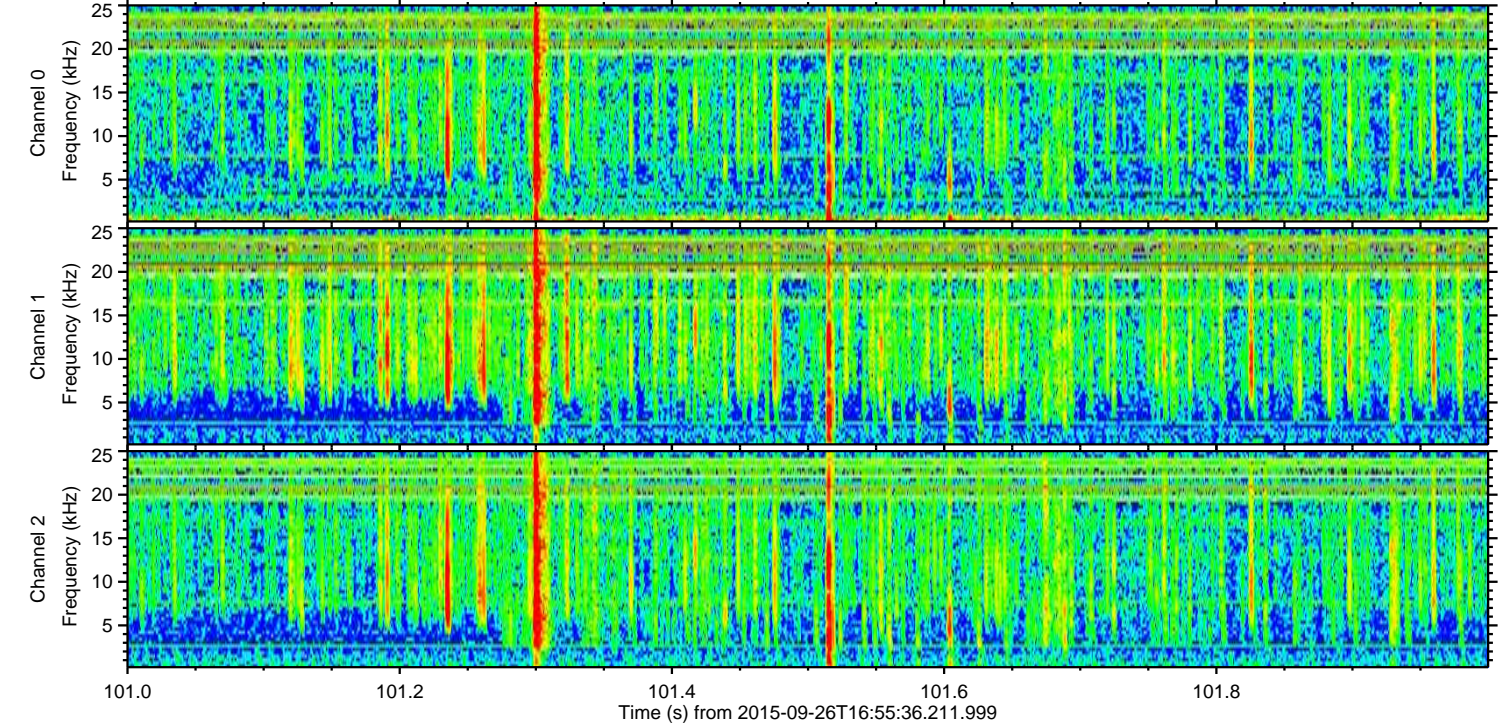 Channel 0
Frequency (kHz)
25
20
15
10
5
Channel 1
Frequency (kHz)
25
20
15
10
5
Channel 2
Frequency (kHz)
25
20
15
10
5
101.0 101.2 101.4 101.6 101.8
Time (s) from 2015-09-26T16:55:36.211.999